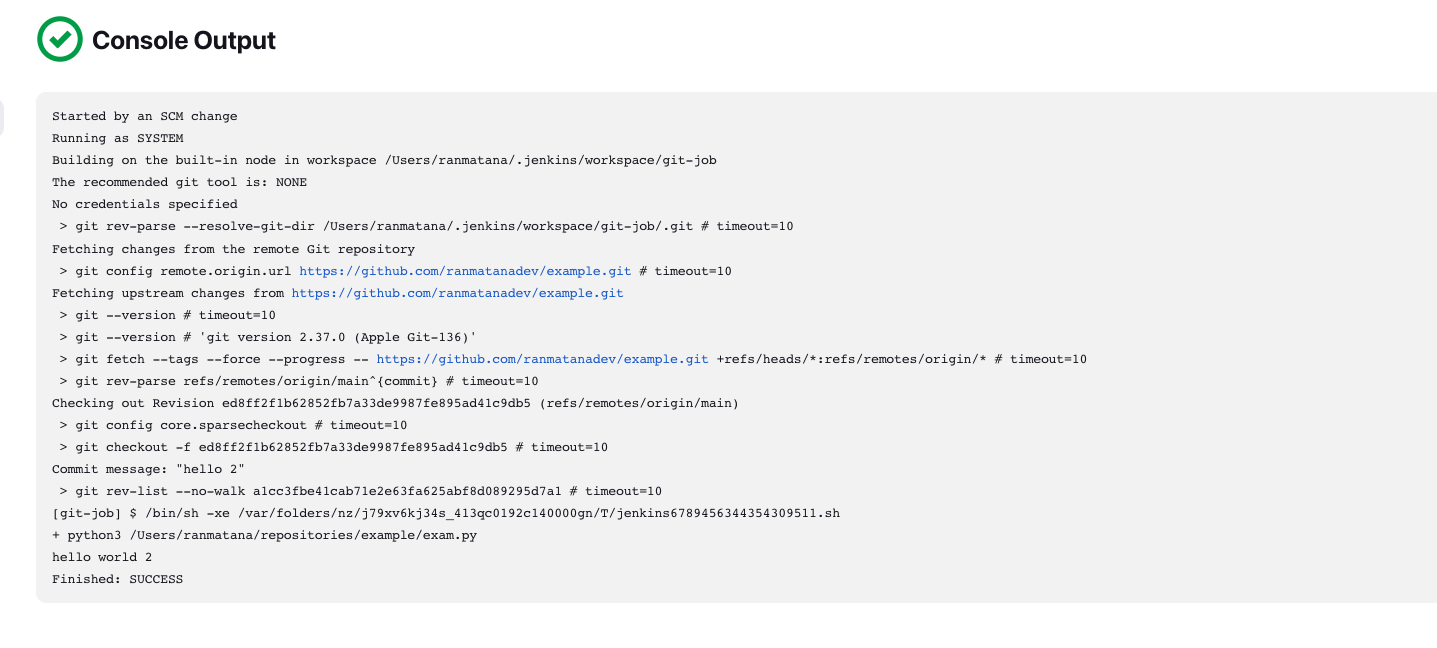 Console Output
Started by an SCM change
Running as SYSTEM
Building on the built-in node in workspace /Users/ranmatana/.jenkins/workspace/git-job
The recommended git tool is: NONE
No credentials specified
 > git rev-parse --resolve-git-dir /Users/ranmatana/.jenkins/workspace/git-job/.git # timeout=10
Fetching changes from the remote Git repository
 > git config remote.origin.url https://github.com/ranmatanadev/example.git # timeout=10
Fetching upstream changes from https://github.com/ranmatanadev/example.git
 > git --version # timeout=10
 > git --version # 'git version 2.37.0 (Apple Git-136)'
 > git fetch --tags --force --progress -- https://github.com/ranmatanadev/example.git +refs/heads/*:refs/remotes/origin/* # timeout=10
 > git rev-parse refs/remotes/origin/main^{commit} # timeout=10
Checking out Revision ed8ff2f1b62852fb7a33de9987fe895ad41c9db5 (refs/remotes/origin/main)
 > git config core.sparsecheckout # timeout=10
 > git checkout -f ed8ff2f1b62852fb7a33de9987fe895ad41c9db5 # timeout=10
Commit message: "hello 2"
 > git rev-list --no-walk a1cc3fbe41cab71e2e63fa625abf8d089295d7a1 # timeout=10
[git-job] $ /bin/sh -xe /var/folders/nz/j79xv6kj34s_413qc0192c140000gn/T/jenkins6789456344354309511.sh
+ python3 /Users/ranmatana/repositories/example/exam.py
hello world 2
Finished: SUCCESS